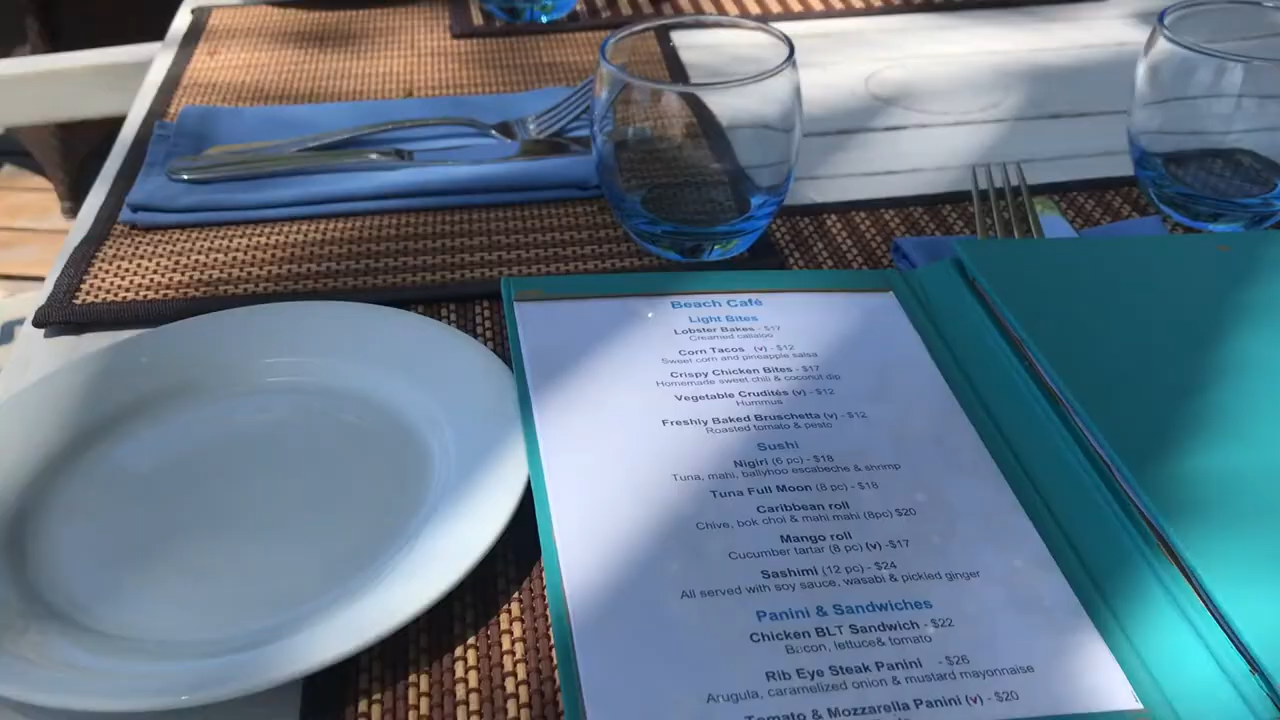 Beach Café
Light Bites
Lobster Bakes - $17
Creamed callaloo
Corn Tacos (v) - $12
Sweet corn and pineapple salsa
Crispy Chicken Bites - $17
Homemade sweet chili & coconut dip
Vegetable Crudités (v) - $12
Hummus
Freshly Baked Bruschetta (v) - $12
Roasted tomato & pesto
Sushi
Nigiri (6 pc) - $18
Tuna, mahi, ballyhoo escabeche & shrimp
Tuna Full Moon (8 pc) - $18
Caribbean roll
Chive, bok choi & mahi mahi (8pc) $20
Mango roll
Cucumber tartar (8 pc) (v) -$17
Sashimi (12 pc) - $24
All served with soy sauce, wasabi & pickled ginger
Panini & Sandwiches
Chicken BLT Sandwich - $22
Bacon, lettuce& tomato
Rib Eye Steak Panini - $26
Arugula, caramelized onion & mustard mayonnaise
Tomato & Mozzarella Panini (v) - $20